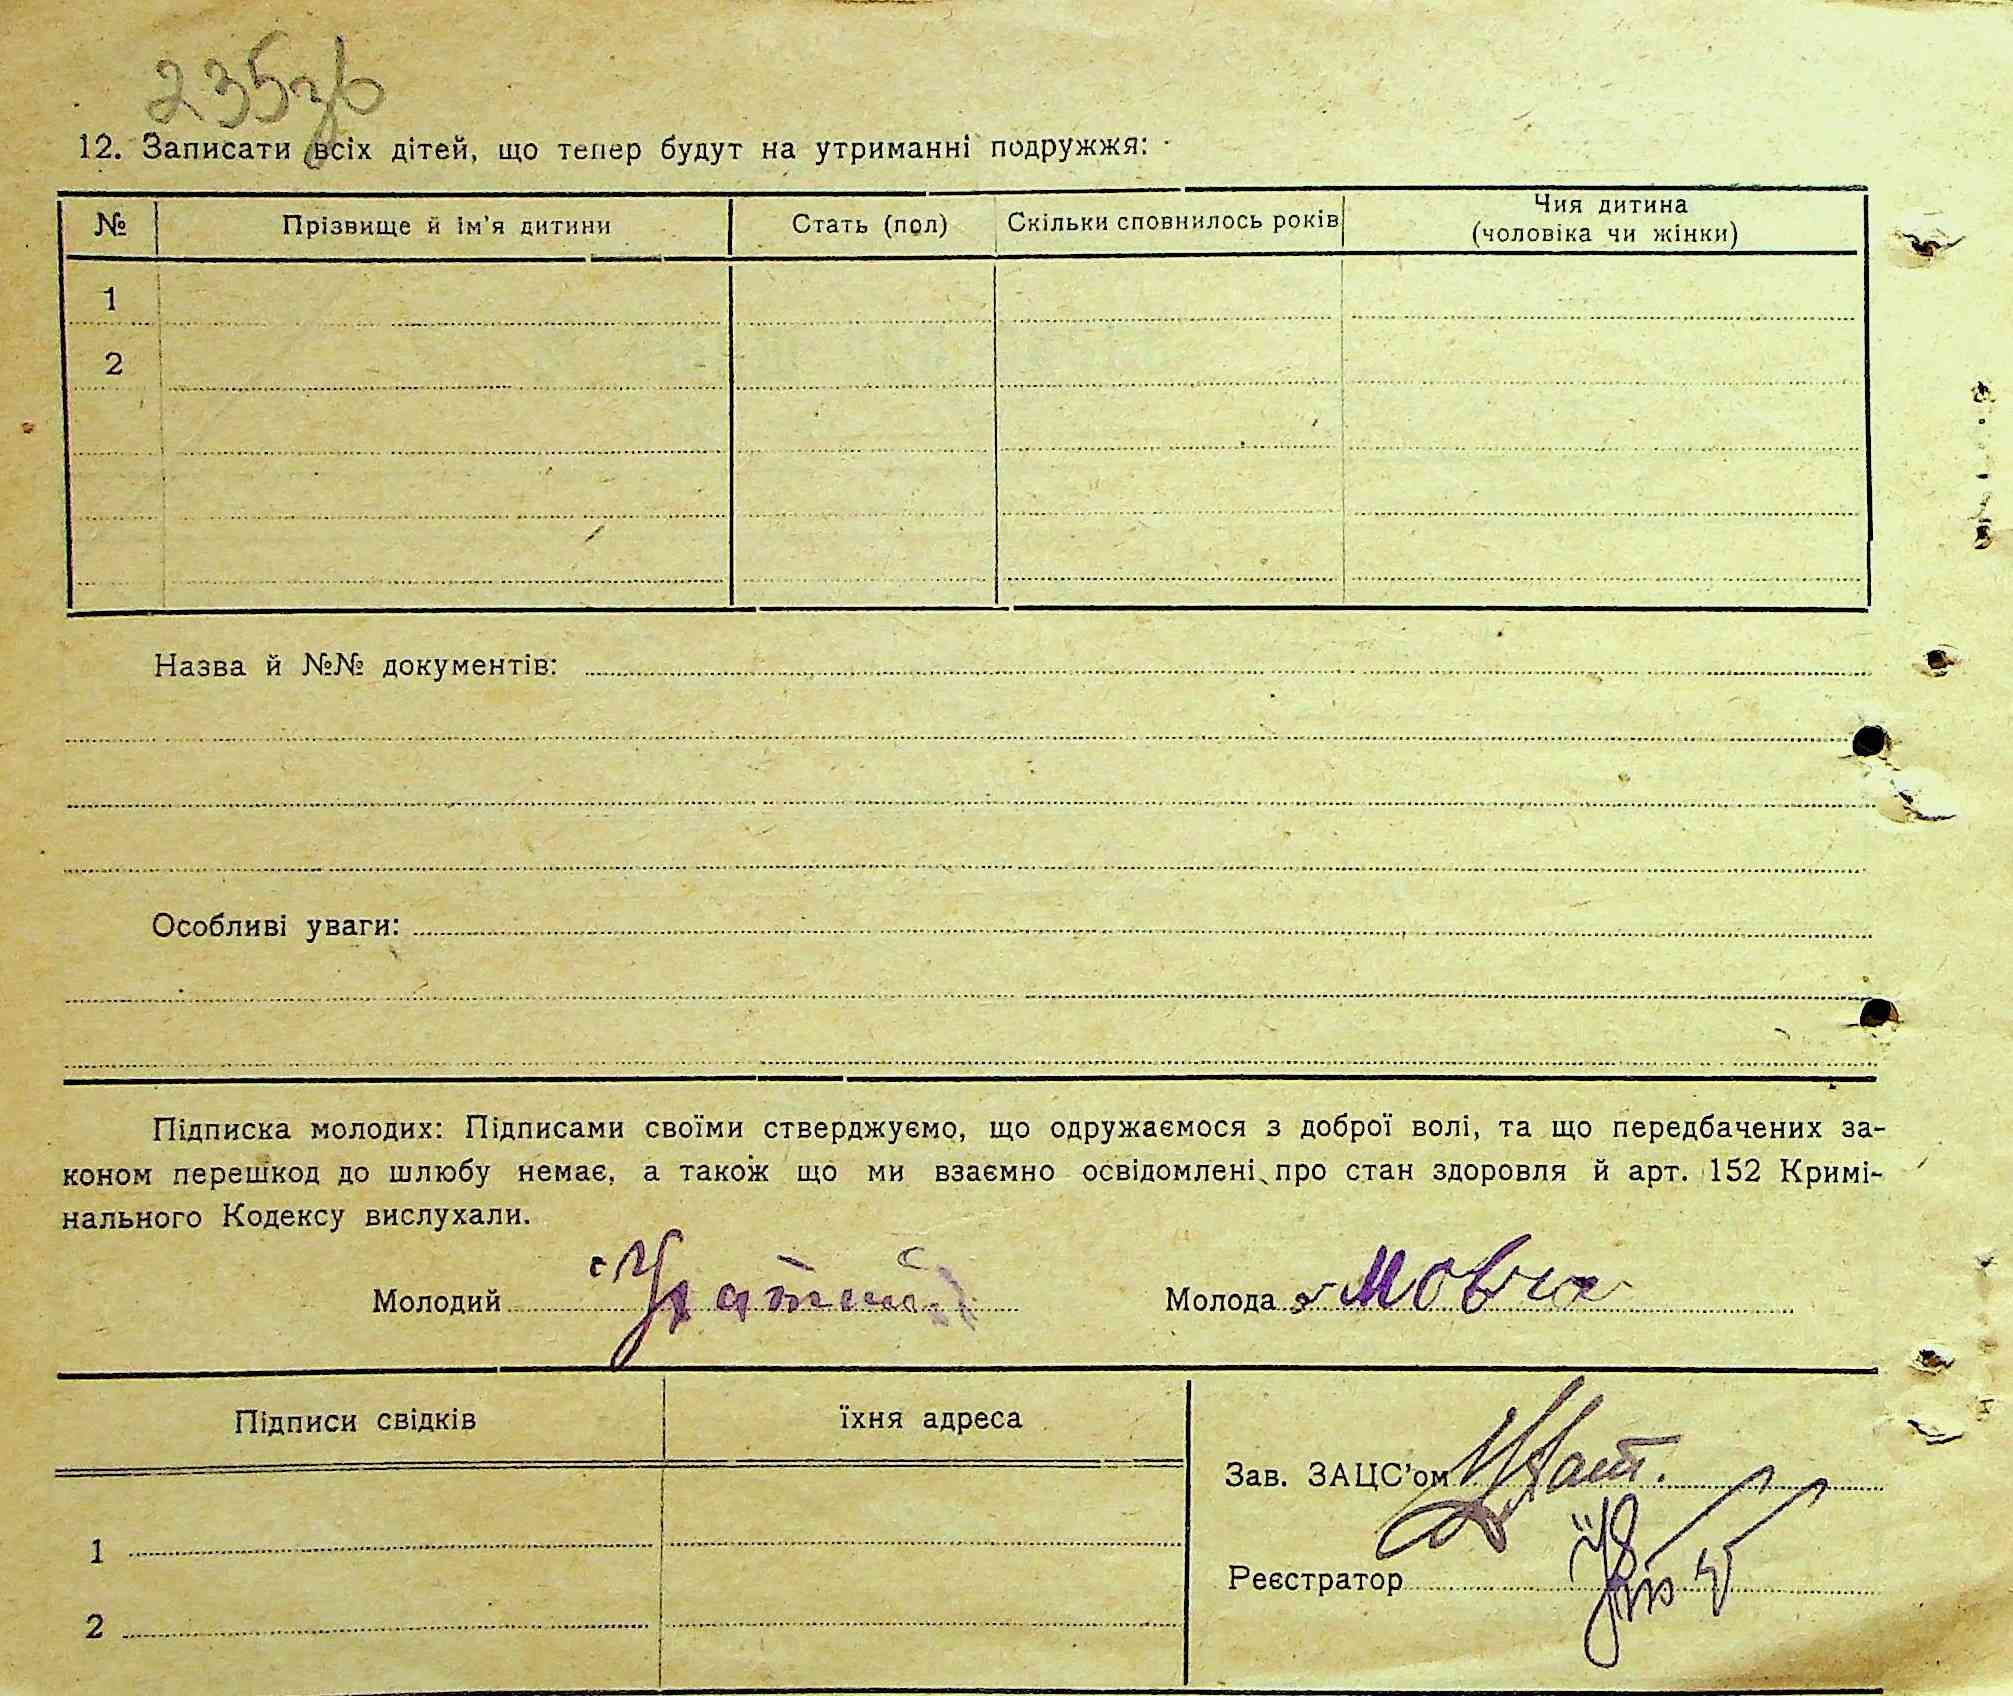 235зв
12. Записати всіх дітей, що тепер будут на утриманні подружжя:
№ Прізвище й ім'я дитини Стать (пол) Скільки сповнилось років Чия дитина (чоловіка чи жінки)
1
2
Назва й №№ документів:
Особливі уваги:
Підписка молодих: Підписами своїми стверджуємо, що одружаємося з доброї волі, та що передбачених за-
коном перешкод до шлюбу немає, а також що ми взаємно освідомлені про стан здоровля й арт. 152 Кримі-
нального Кодексу вислухали.
Молодий Молода
Підписи свідків їхня адреса
Зав. ЗАЦС'ом
1
Реєстратор
2